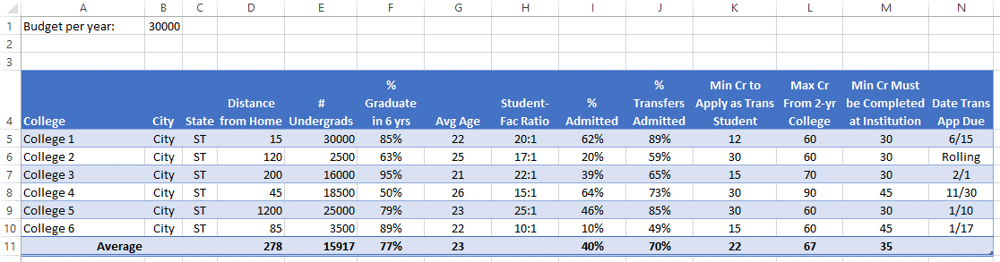 A B C D E F G H I J K L M N
1 Budget per year: 30000
2
3
% % Min Cr to Max Cr Min Cr Must
Distance # Graduate Student- % Transfers Apply as Trans From 2-yr be Completed Date Trans
4 College City State from Home Undergrads in 6 yrs Avg Age Fac Ratio Admitted Admitted Student College at Institution App Due
5 College 1 City ST 15 30000 85% 22 20:1 62% 89% 12 60 30 6/15
6 College 2 City ST 120 2500 63% 25 17:1 20% 59% 30 60 30 Rolling
7 College 3 City ST 200 16000 95% 21 22:1 39% 65% 15 70 30 2/1
8 College 4 City ST 45 18500 50% 26 15:1 64% 73% 30 90 45 11/30
9 College 5 City ST 1200 25000 79% 23 25:1 46% 85% 30 60 30 1/10
10 College 6 City ST 85 3500 89% 22 10:1 10% 49% 15 60 45 1/17
11 Average 278 15917 77% 23 40% 70% 22 67 35